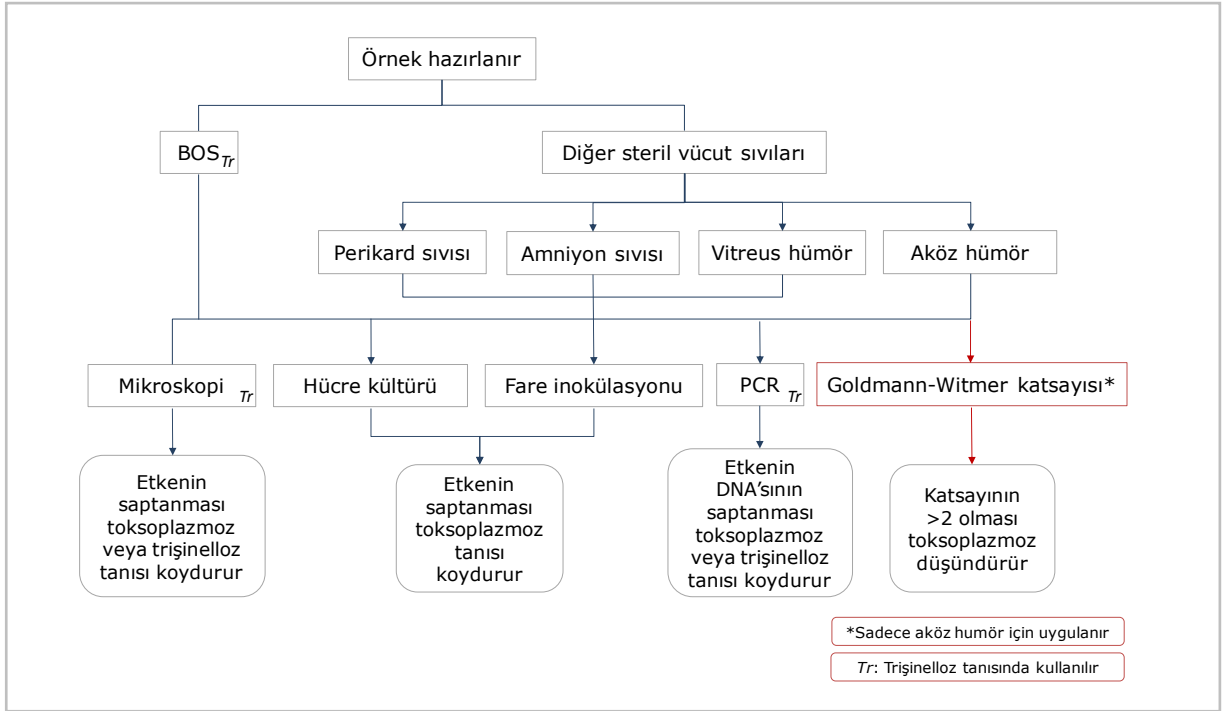 Örnek hazırlanır
BOS Tr
Diğer steril vücut sıvıları
Perikard sıvısı
Amniyon sıvısı
Vitreus hümör
Aköz hümör
Mikroskopi Tr
Hücre kültürü
Fare inokülasyonu
PCR Tr
Goldmann-Witmer katsayısı*
Etkenin
saptanması
toksoplazmoz
veya trişinelloz
tanısı koydurur
Etkenin
saptanması
toksoplazmoz
tanısı
koydurur
Etkenin
DNA’sının
saptanması
toksoplazmoz
veya trişinelloz
tanısı koydurur
Katsayının
>2 olması
toksoplazmoz
düşündürür
*Sadece aköz humör için uygulanır
Tr: Trişinelloz tanısında kullanılır